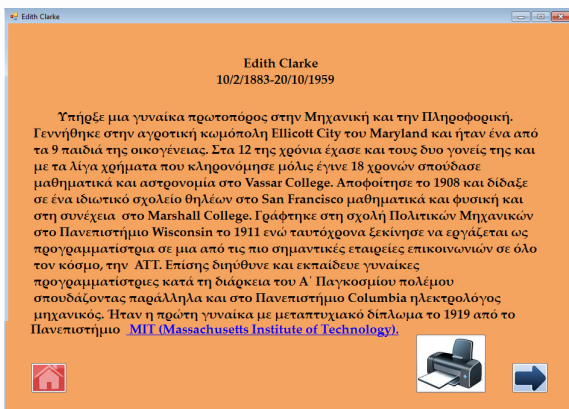 Edith Clarke
Edith Clarke
10/2/1883-20/10/1959
Υπήρξε μια γυναίκα πρωτοπόρος στην Μηχανική και την Πληροφορική.
Γεννήθηκε στην αγροτική κωμόπολη Ellicott City του Maryland και ήταν ένα από
τα 9 παιδιά της οικογένειας. Στα 12 της χρόνια έχασε και τους δυο γονείς της και
με τα λίγα χρήματα που κληρονόμησε μόλις έγινε 18 χρονών σπούδασε
μαθηματικά και αστρονομία στο Vassar College. Αποφοίτησε το 1908 και δίδαξε
σε ένα ιδιωτικό σχολείο θηλέων στο San Francisco μαθηματικά και φυσική και
στη συνέχεια στο Marshall College. Γράφτηκε στη σχολή Πολιτικών Μηχανικών
στο Πανεπιστήμιο Wisconsin το 1911 ενώ ταυτόχρονα ξεκίνησε να εργάζεται ως
προγραμματίστρια σε μια από τις πιο σημαντικές εταιρείες επικοινωνιών σε όλο
τον κόσμο, την ATT. Επίσης διηύθυνε και εκπαίδευε γυναίκες
προγραμματίστριες κατά τη διάρκεια του Α΄ Παγκοσμίου πολέμου
σπουδάζοντας παράλληλα και στο Πανεπιστήμιο Columbia ηλεκτρολόγος
μηχανικός. Ήταν η πρώτη γυναίκα με μεταπτυχιακό δίπλωμα το 1919 από το
Πανεπιστήμιο MIT (Massachusetts Institute of Technology).